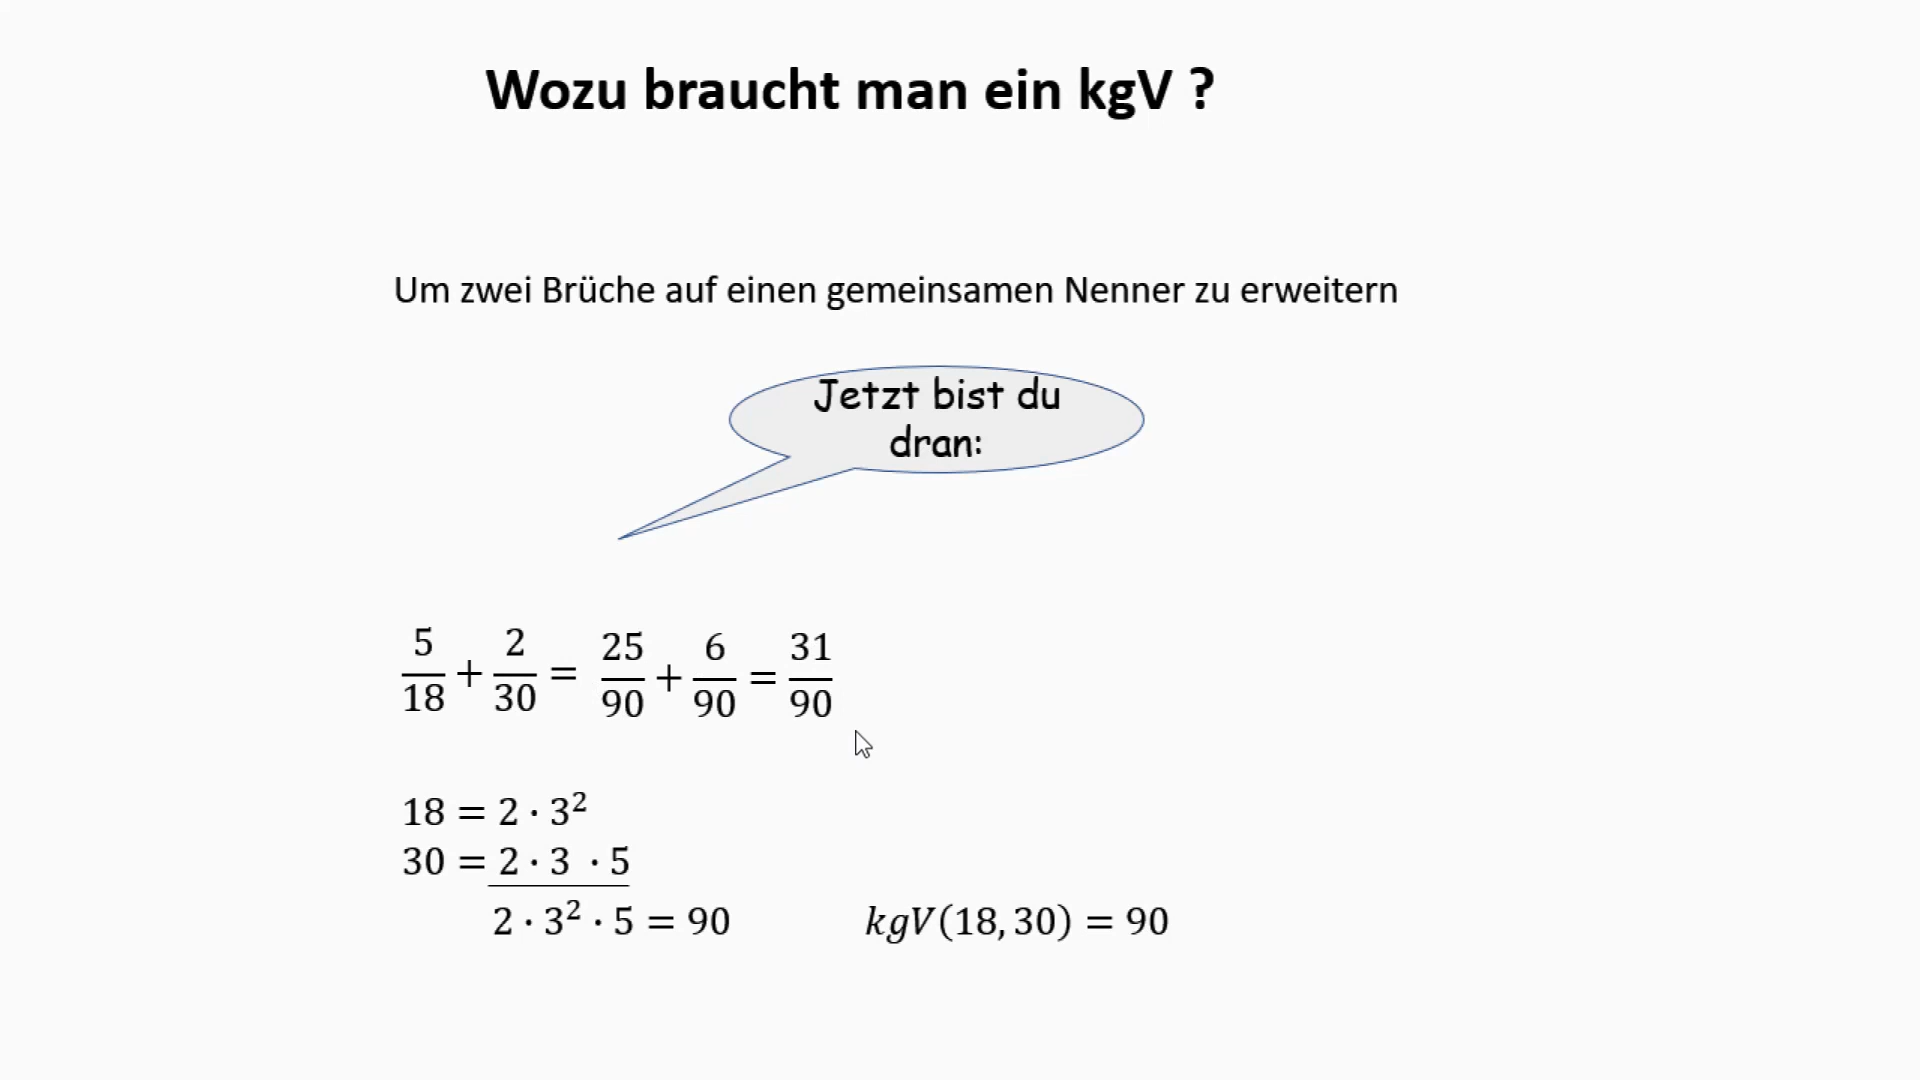 Wozu braucht man ein kgV ?
Um zwei Brüche auf einen gemeinsamen Nenner zu erweitern
Jetzt bist du
dran:
5/18 + 2/30 = 25/90 + 6/90 = 31/90
18 = 2 · 3²
30 = 2 · 3 · 5
2 · 3² · 5 = 90
kgV(18, 30) = 90